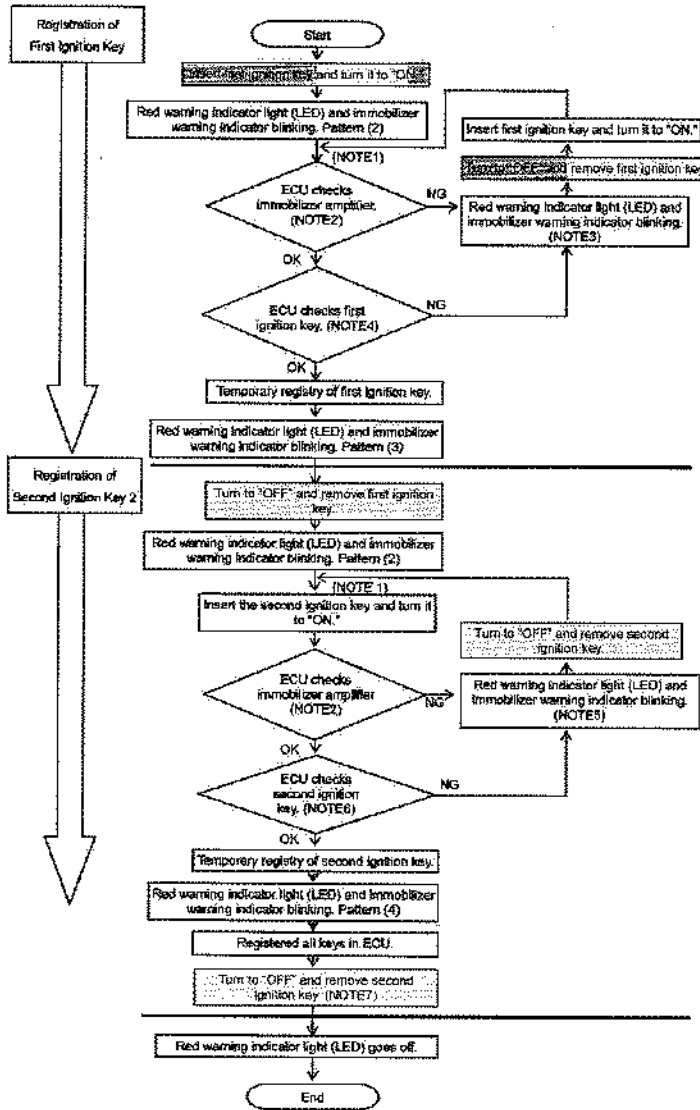 Registration of
First Ignition Key
Start
ignition key and turn it to "ON."
Red warning indicator light (LED) and immobilizer
warning indicator blinking. Pattern (2)
Insert first ignition key and turn it to "ON."
(NOTE1)
"OFF" and remove first ignition key
ECU checks
immobilizer amplifier.
(NOTE2)
NG
Red warning indicator light (LED) and
immobilizer warning indicator blinking.
(NOTE3)
OK
ECU checks first
ignition key. (NOTE4)
NG
OK
Temporary registry of first ignition key.
Red warning indicator light (LED) and immobilizer
warning indicator blinking. Pattern (3)
Registration of
Second Ignition Key 2
Turn to "OFF" and remove first ignition
key.
Red warning indicator light (LED) and immobilizer
warning indicator blinking. Pattern (2)
(NOTE 1)
Insert the second ignition key and turn it
to "ON."
Turn to "OFF" and remove second
ignition key.
ECU checks
immobilizer amplifier
(NOTE2)
NG
Red warning indicator light (LED) and
immobilizer warning indicator blinking.
(NOTE5)
OK
ECU checks
second ignition
key. (NOTE6)
NG
OK
Temporary registry of second ignition key.
Red warning indicator light (LED) and immobilizer
warning indicator blinking. Pattern (4)
Registered all keys in ECU.
Turn to "OFF" and remove second
ignition key (NOTE7)
Red warning indicator light (LED) goes off.
End